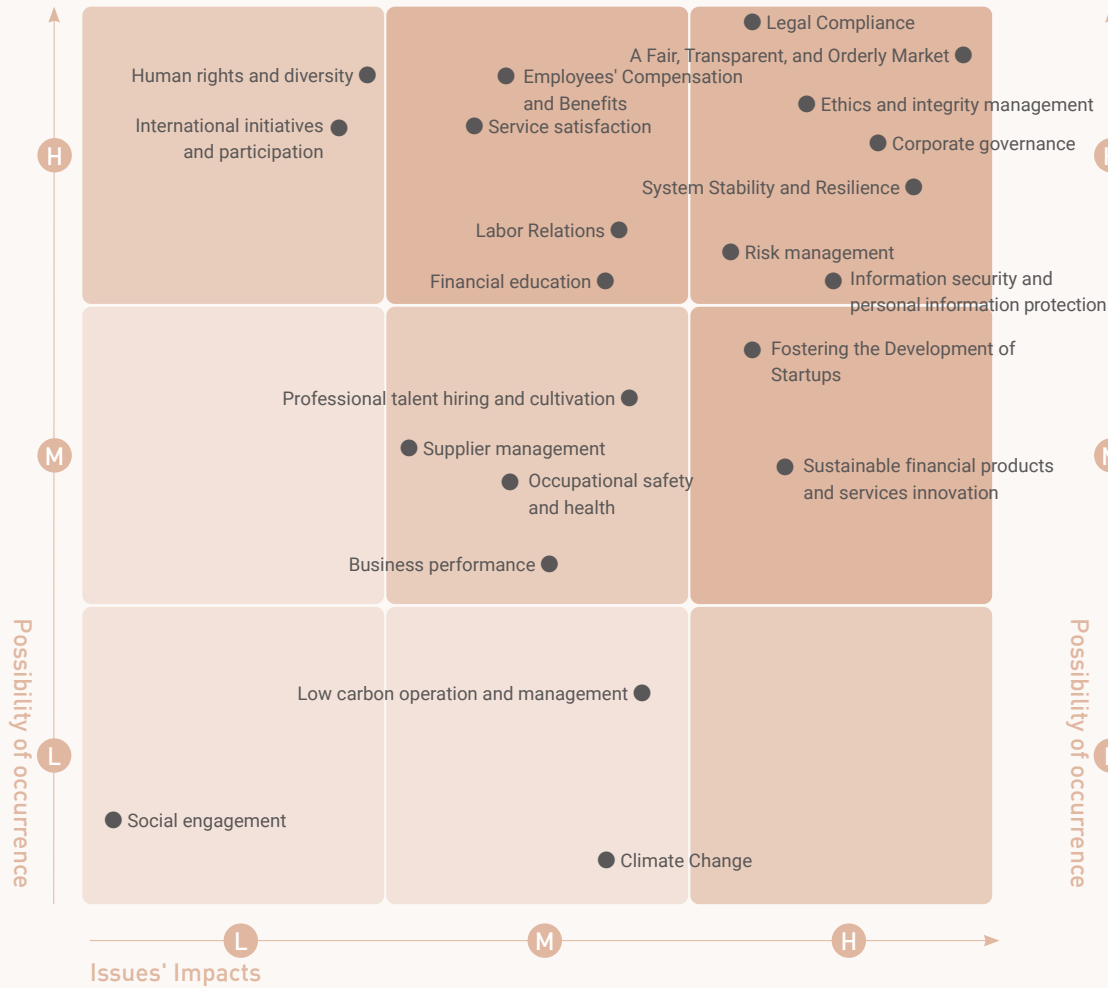 Legal Compliance
A Fair, Transparent, and Orderly Market
Human rights and diversity
Employees' Compensation
and Benefits
Ethics and integrity management
International initiatives
and participation
Service satisfaction
Corporate governance
H
System Stability and Resilience
Labor Relations
Risk management
Financial education
Information security and
personal information protection
Fostering the Development of
Startups
Professional talent hiring and cultivation
Supplier management
M
Sustainable financial products
and services innovation
Occupational safety
and health
Business performance
Possibility of occurrence
Possibility of occurrence
Low carbon operation and management
L
Social engagement
Climate Change
L
M
H
Issues' Impacts